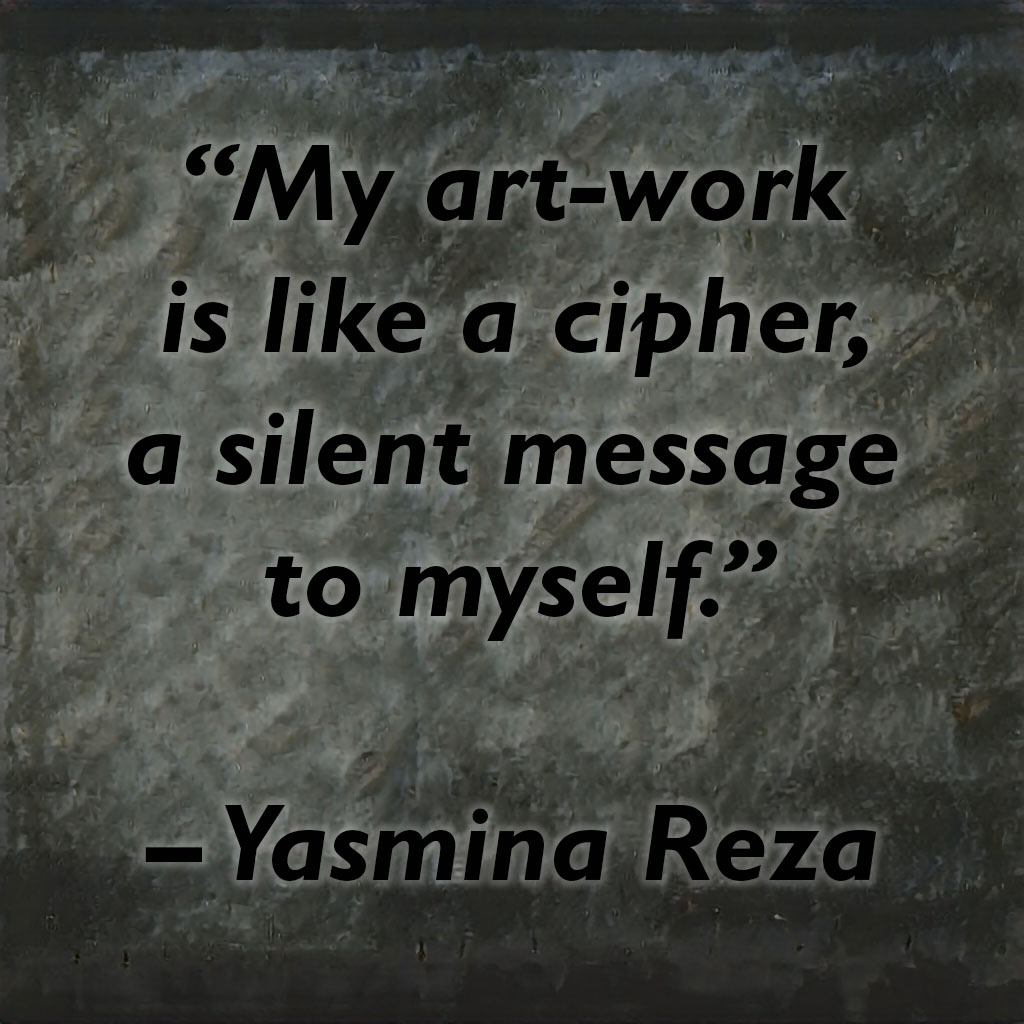 “My art-work
is like a cipher,
a silent message
to myself.”
– Yasmina Reza